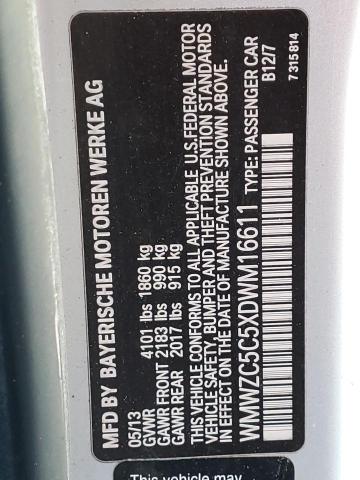 MFD BY BAYERISCHE MOTOREN WERKE AG
05/13
GVWR 4101 lbs 1860 kg
GAWR FRONT 2183 lbs 990 kg
GAWR REAR 2017 lbs 915 kg
THIS VEHICLE CONFORMS TO ALL APPLICABLE U.S. FEDERAL MOTOR
VEHICLE SAFETY, BUMPER AND THEFT PREVENTION STANDARDS
IN EFFECT ON THE DATE OF MANUFACTURE SHOWN ABOVE.
WMWZC5C5XDWM16611 TYPE: PASSENGER CAR
B12/7
7 315 814
This vehicle may